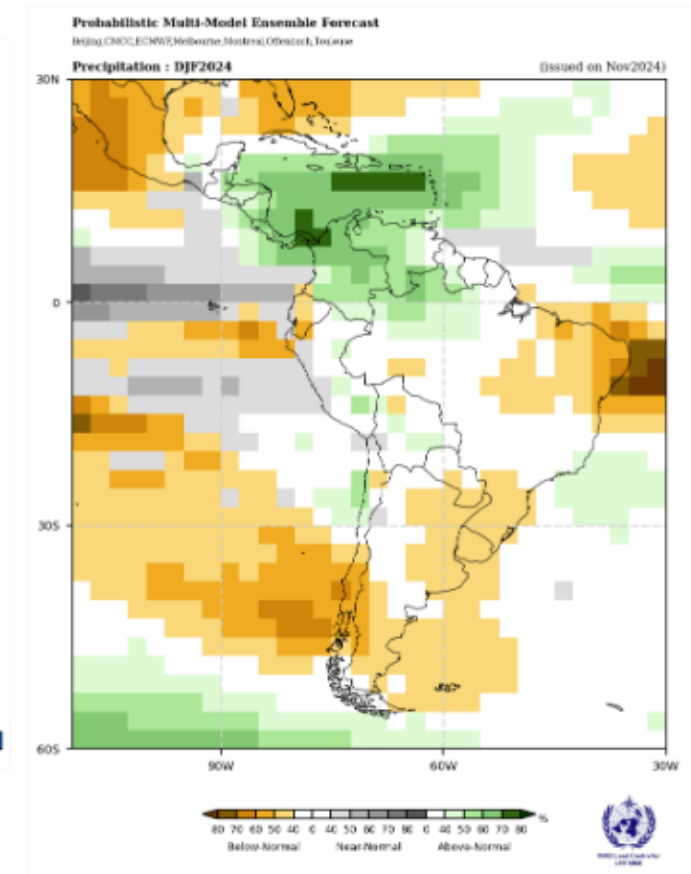 Probabilistic Multi-Model Ensemble Forecast
Beijing,CMCC,ECMWF,Melbourne,Montreal,Offenbach,Toulouse
Precipitation : DJF2024 (issued on Nov2024)
30N
0
30S
60S
90W 60W 30W
80 70 60 50 40 0 40 50 60 70 80 0 40 50 60 70 80 %
Below-Normal Near-Normal Above-Normal